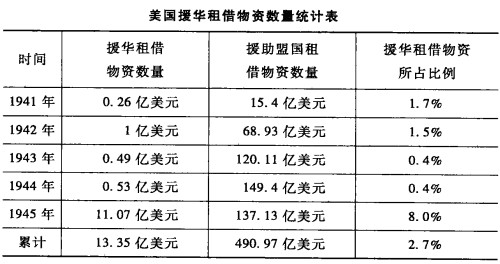 美国援华租借物资数量统计表
时间 援华租借物资数量 援助盟国租借物资数量 援华租借物资所占比例
1941 年 0.26 亿美元 15.4 亿美元 1.7%
1942 年 1 亿美元 68.93 亿美元 1.5%
1943 年 0.49 亿美元 120.11 亿美元 0.4%
1944 年 0.53 亿美元 149.4 亿美元 0.4%
1945 年 11.07 亿美元 137.13 亿美元 8.0%
累计 13.35 亿美元 490.97 亿美元 2.7%